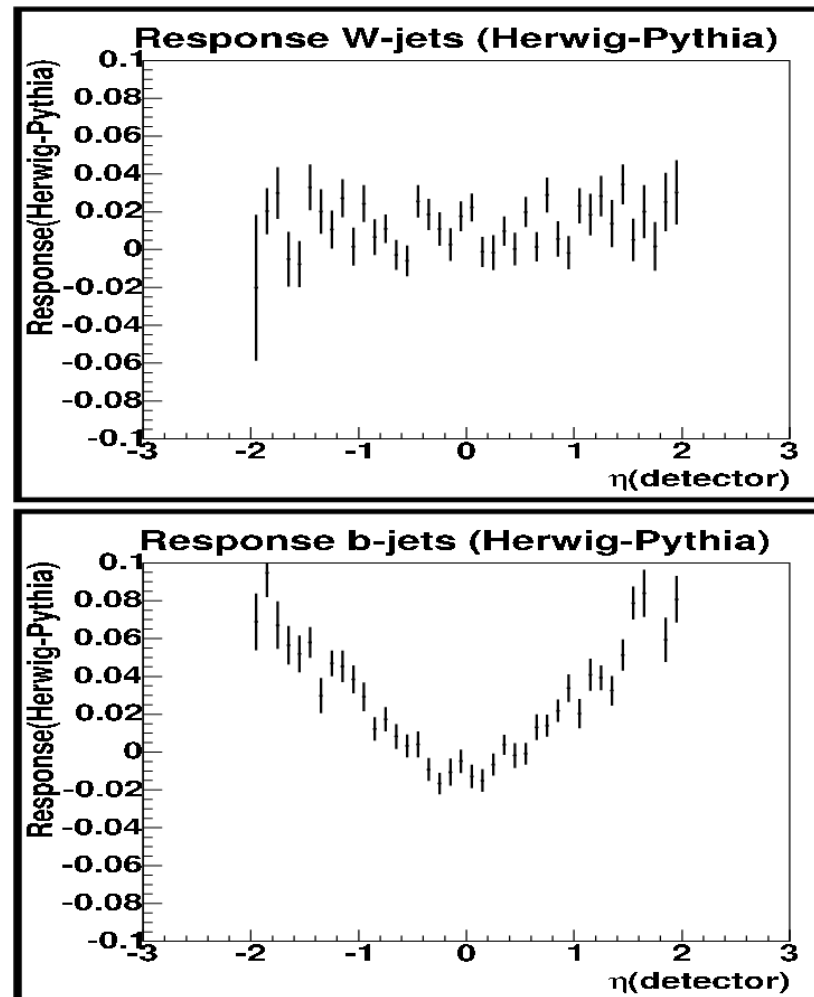 Response W-jets (Herwig-Pythia)
Response(Herwig-Pythia)
0.1
0.08
0.06
0.04
0.02
0
-0.02
-0.04
-0.06
-0.08
-0.1
-3 -2 -1 0 1 2 3
η(detector)
Response b-jets (Herwig-Pythia)
Response(Herwig-Pythia)
0.1
0.08
0.06
0.04
0.02
0
-0.02
-0.04
-0.06
-0.08
-0.1
-3 -2 -1 0 1 2 3
η(detector)